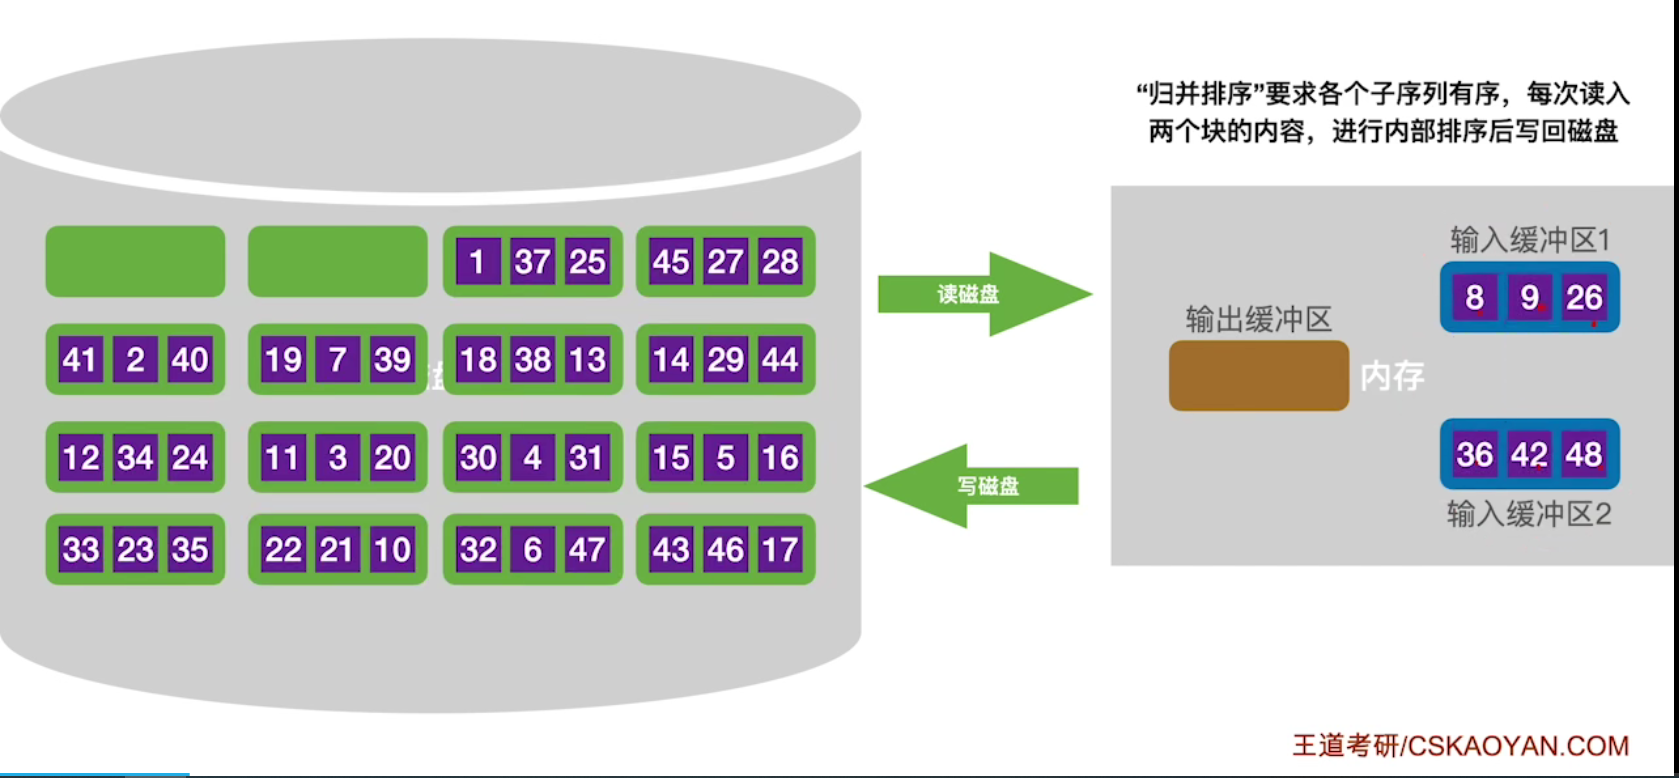 “归并排序”要求各个子序列有序，每次读入
两个块的内容，进行内部排序后写回磁盘
1 37 25 45 27 28
41 2 40 19 7 39 18 38 13 14 29 44
12 34 24 11 3 20 30 4 31 15 5 16
33 23 35 22 21 10 32 6 47 43 46 17
读磁盘
写磁盘
输入缓冲区1
8 9 26
输出缓冲区
内存
36 42 48
输入缓冲区2
王道考研/CSKAOYAN.COM